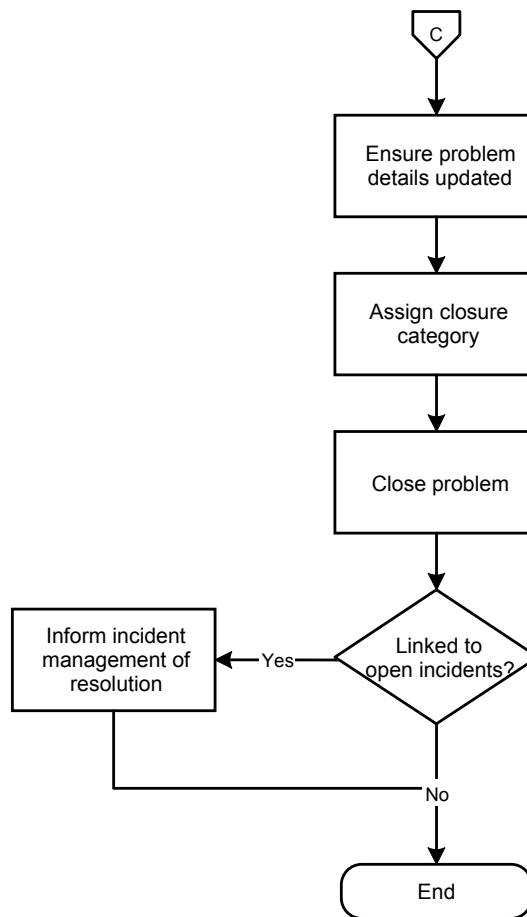 C
Ensure problem
details updated
Assign closure
category
Close problem
Linked to
open incidents?
Yes
Inform incident
management of
resolution
No
End